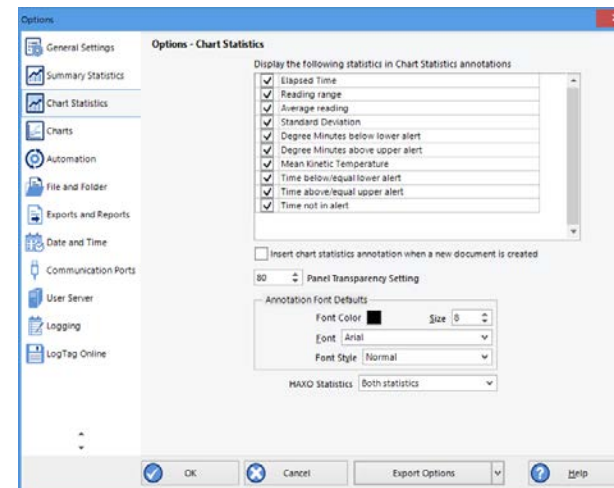 Options
General Settings
Summary Statistics
Chart Statistics
Charts
Automation
File and Folder
Exports and Reports
Date and Time
Communication Ports
User Server
Logging
LogTag Online
Options - Chart Statistics
Display the following statistics in Chart Statistics annotations
Elapsed Time
Reading range
Average reading
Standard Deviation
Degree Minutes below lower alert
Degree Minutes above upper alert
Mean Kinetic Temperature
Time below/equal lower alert
Time above/equal upper alert
Time not in alert
Insert chart statistics annotation when a new document is created
80 Panel Transparency Setting
Annotation Font Defaults
Font Color Size 8
Font Arial
Font Style Normal
HAXO Statistics Both statistics
OK Cancel Export Options Help